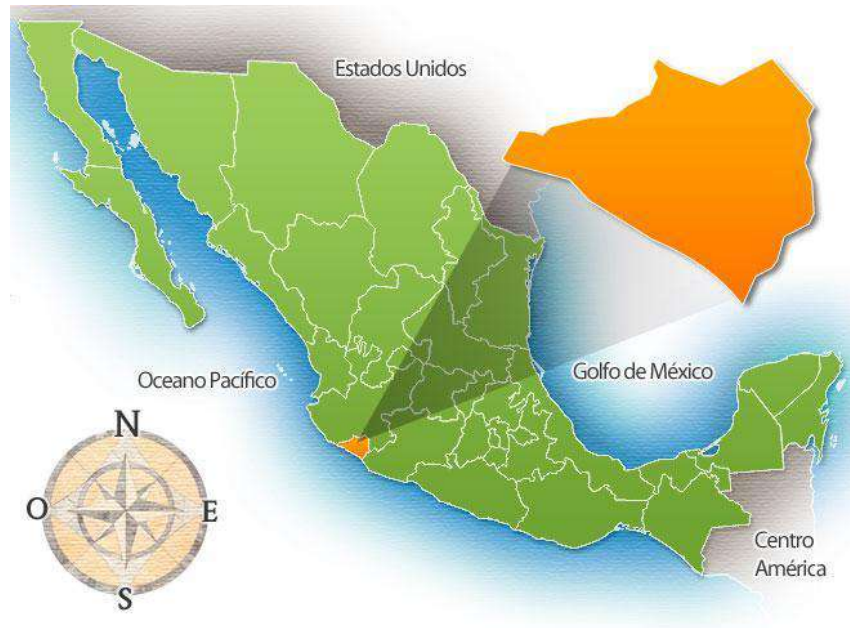 Estados Unidos
Golfo de México
Oceano Pacífico
N
O
E
S
Centro
América